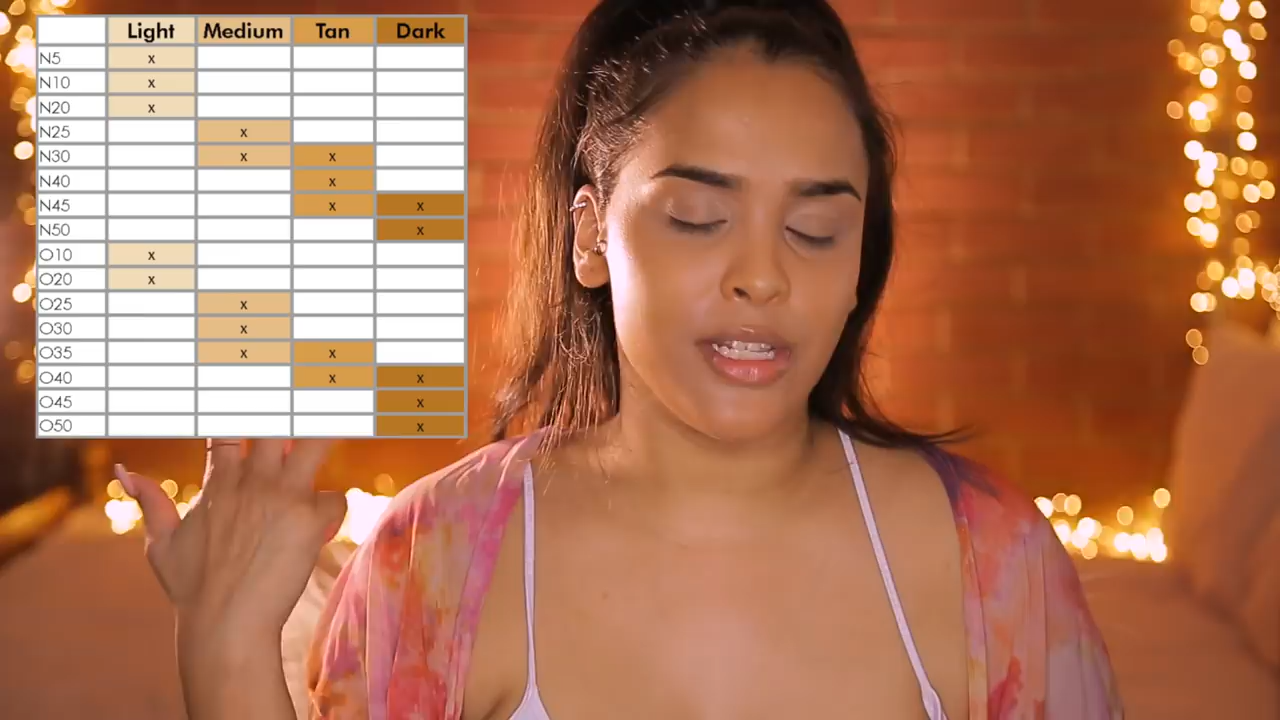 Light Medium Tan Dark
N5 x
N10 x
N20 x
N25 x
N30 x x
N40 x
N45 x x
N50 x
O10 x
O20 x
O25 x
O30 x
O35 x x
O40 x x
O45 x
O50 x